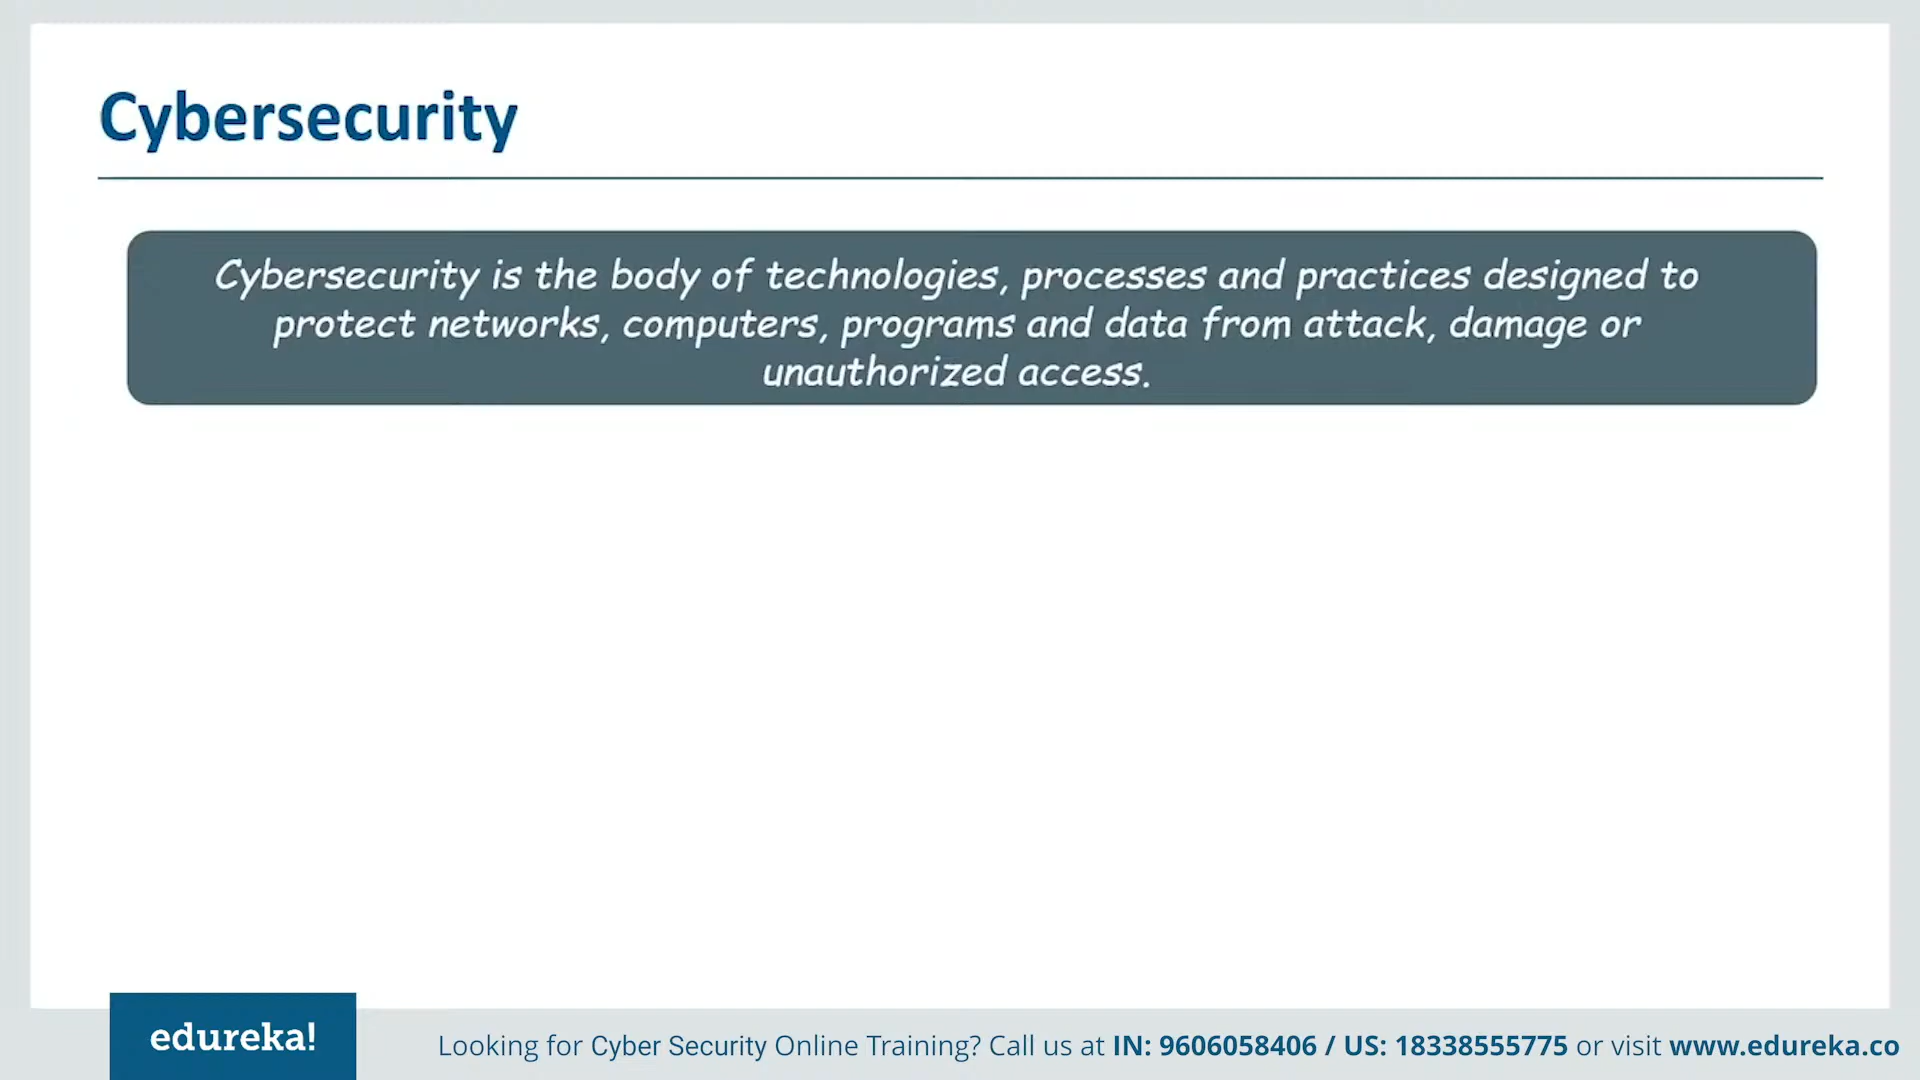 Cybersecurity
Cybersecurity is the body of technologies, processes and practices designed to
protect networks, computers, programs and data from attack, damage or
unauthorized access.
edureka!
Looking for Cyber Security Online Training? Call us at IN: 9606058406 / US: 18338555775 or visit www.edureka.co